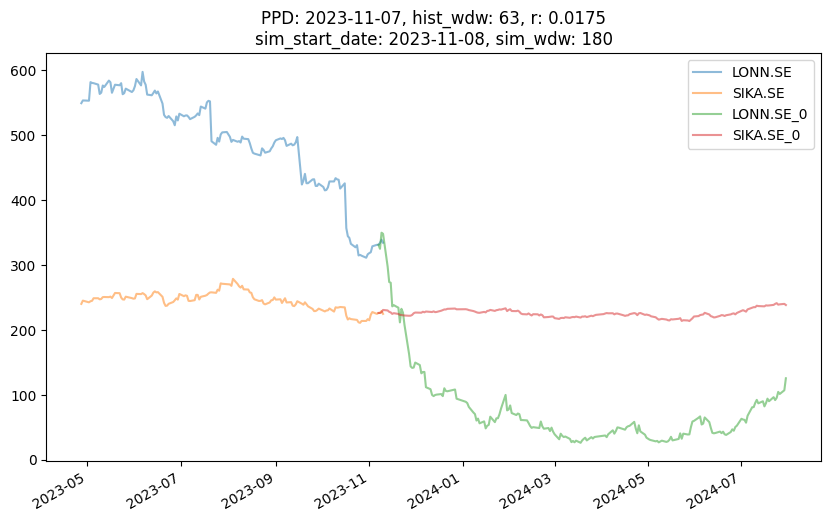 PPD: 2023-11-07, hist_wdw: 63, r: 0.0175
sim_start_date: 2023-11-08, sim_wdw: 180
LONN.SE
SIKA.SE
LONN.SE_0
SIKA.SE_0
600
500
400
300
200
100
0
2023-05
2023-07
2023-09
2023-11
2024-01
2024-03
2024-05
2024-07